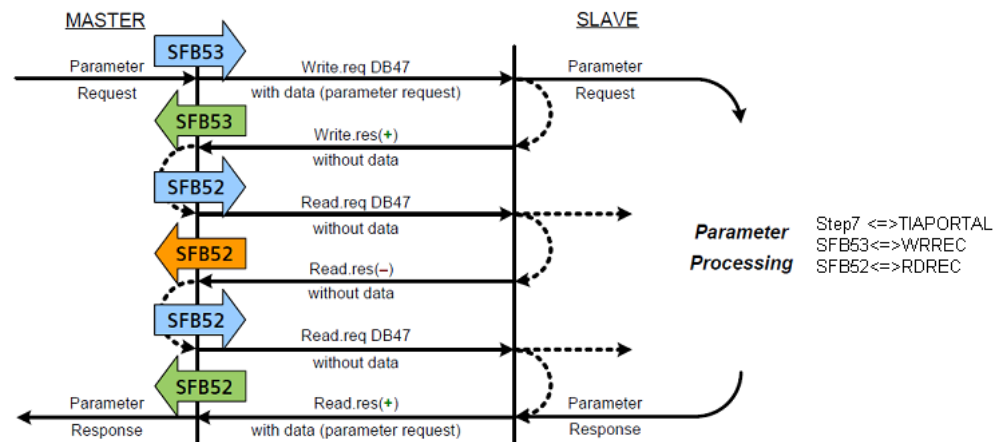 MASTER
SLAVE
SFB53
Parameter
Request
Write.req DB47
with data (parameter request)
Parameter
Request
SFB53
Write.res(+)
without data
SFB52
Read.req DB47
without data
SFB52
Read.res(–)
without data
Parameter
Processing
Step7 <=>TIAPORTAL
SFB53<=>WRREC
SFB52<=>RDREC
SFB52
Read.req DB47
without data
SFB52
Parameter
Response
Read.res(+)
with data (parameter request)
Parameter
Response